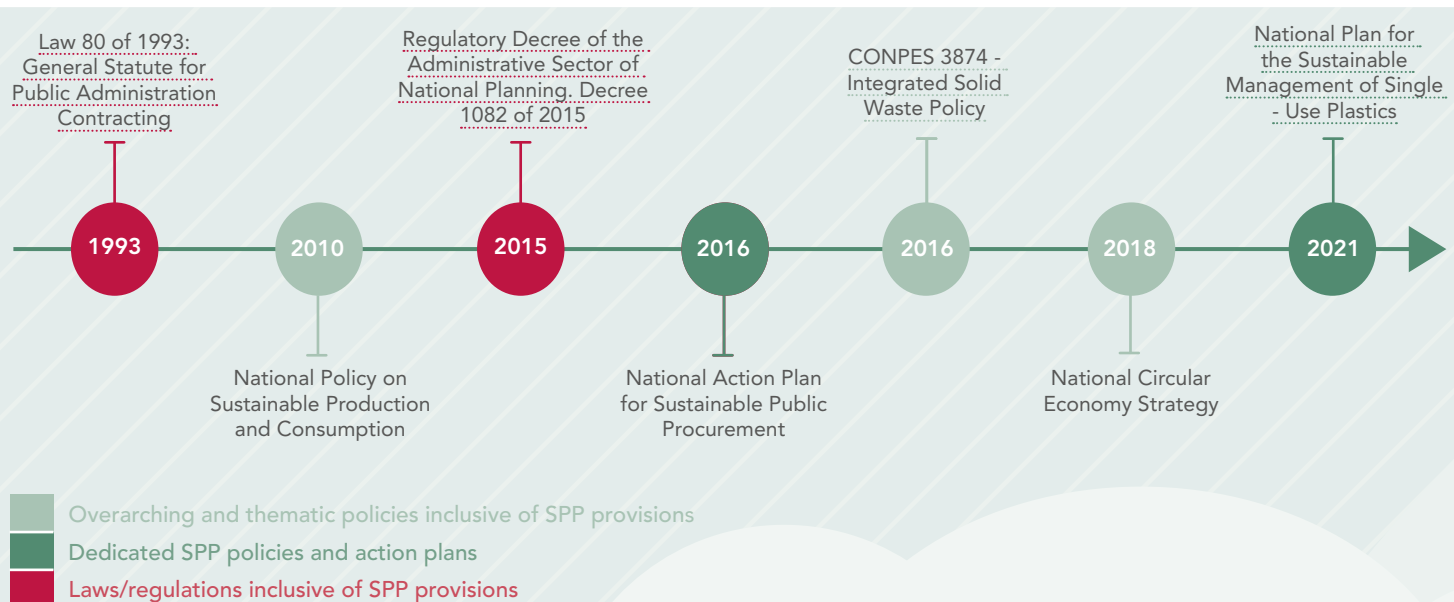 Law 80 of 1993:
General Statute for
Public Administration
Contracting
Regulatory Decree of the
Administrative Sector of
National Planning. Decree
1082 of 2015
CONPES 3874 -
Integrated Solid
Waste Policy
National Plan for
the Sustainable
Management of Single
- Use Plastics
1993
2010
2015
2016
2016
2018
2021
National Policy on
Sustainable Production
and Consumption
National Action Plan
for Sustainable Public
Procurement
National Circular
Economy Strategy
Overarching and thematic policies inclusive of SPP provisions
Dedicated SPP policies and action plans
Laws/regulations inclusive of SPP provisions